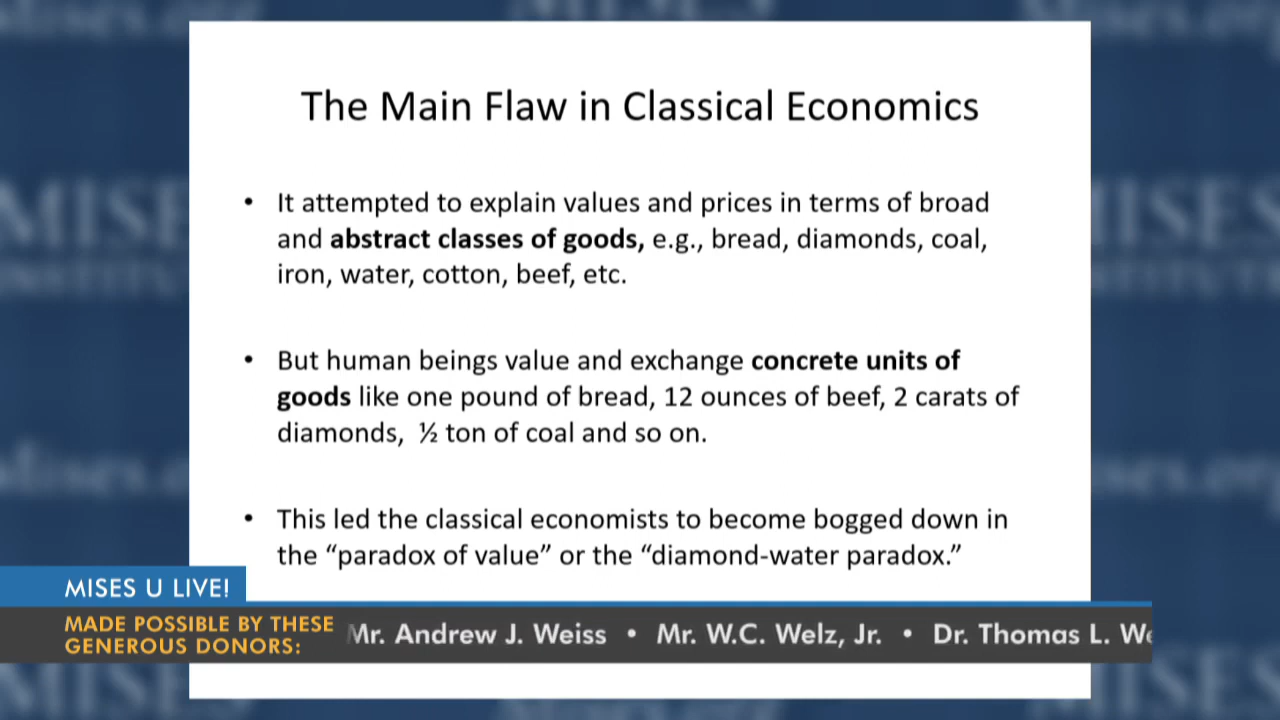 The Main Flaw in Classical Economics
• It attempted to explain values and prices in terms of broad
and abstract classes of goods, e.g., bread, diamonds, coal,
iron, water, cotton, beef, etc.
• But human beings value and exchange concrete units of
goods like one pound of bread, 12 ounces of beef, 2 carats of
diamonds, ½ ton of coal and so on.
• This led the classical economists to become bogged down in
the “paradox of value” or the “diamond-water paradox.”
MISES U LIVE!
MADE POSSIBLE BY THESE
GENEROUS DONORS:
Mr. Andrew J. Weiss • Mr. W.C. Welz, Jr. • Dr. Thomas L.